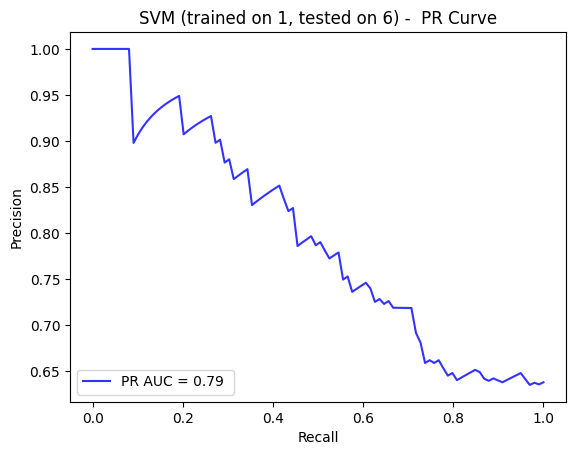 SVM (trained on 1, tested on 6) -  PR Curve
1.00
0.95
0.90
0.85
0.80
0.75
0.70
0.65
Precision
PR AUC = 0.79
0.0 0.2 0.4 0.6 0.8 1.0
Recall